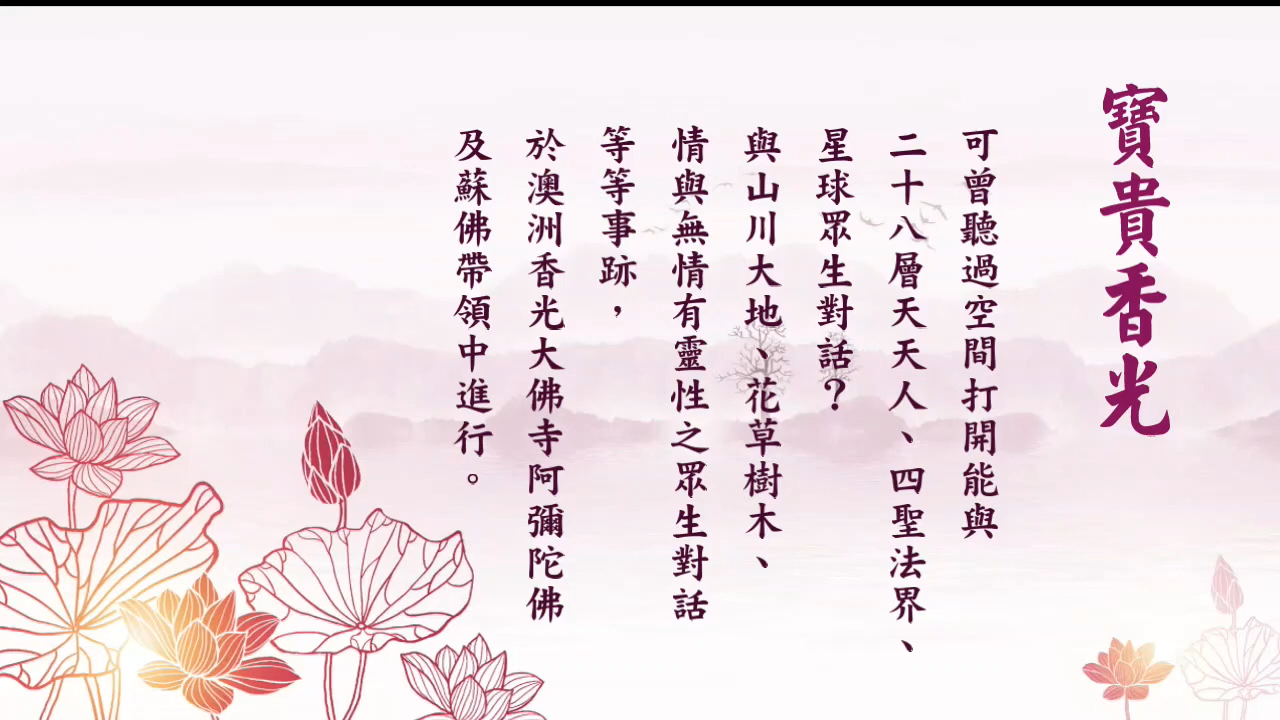 寶貴香光
可曾聽過空間打開能與
二十八層天天人、四聖法界、
星球眾生對話？
與山川大地、花草樹木、
情與無情有靈性之眾生對話
等等事跡，
於澳洲香光大佛寺阿彌陀佛
及蘇佛帶領中進行。